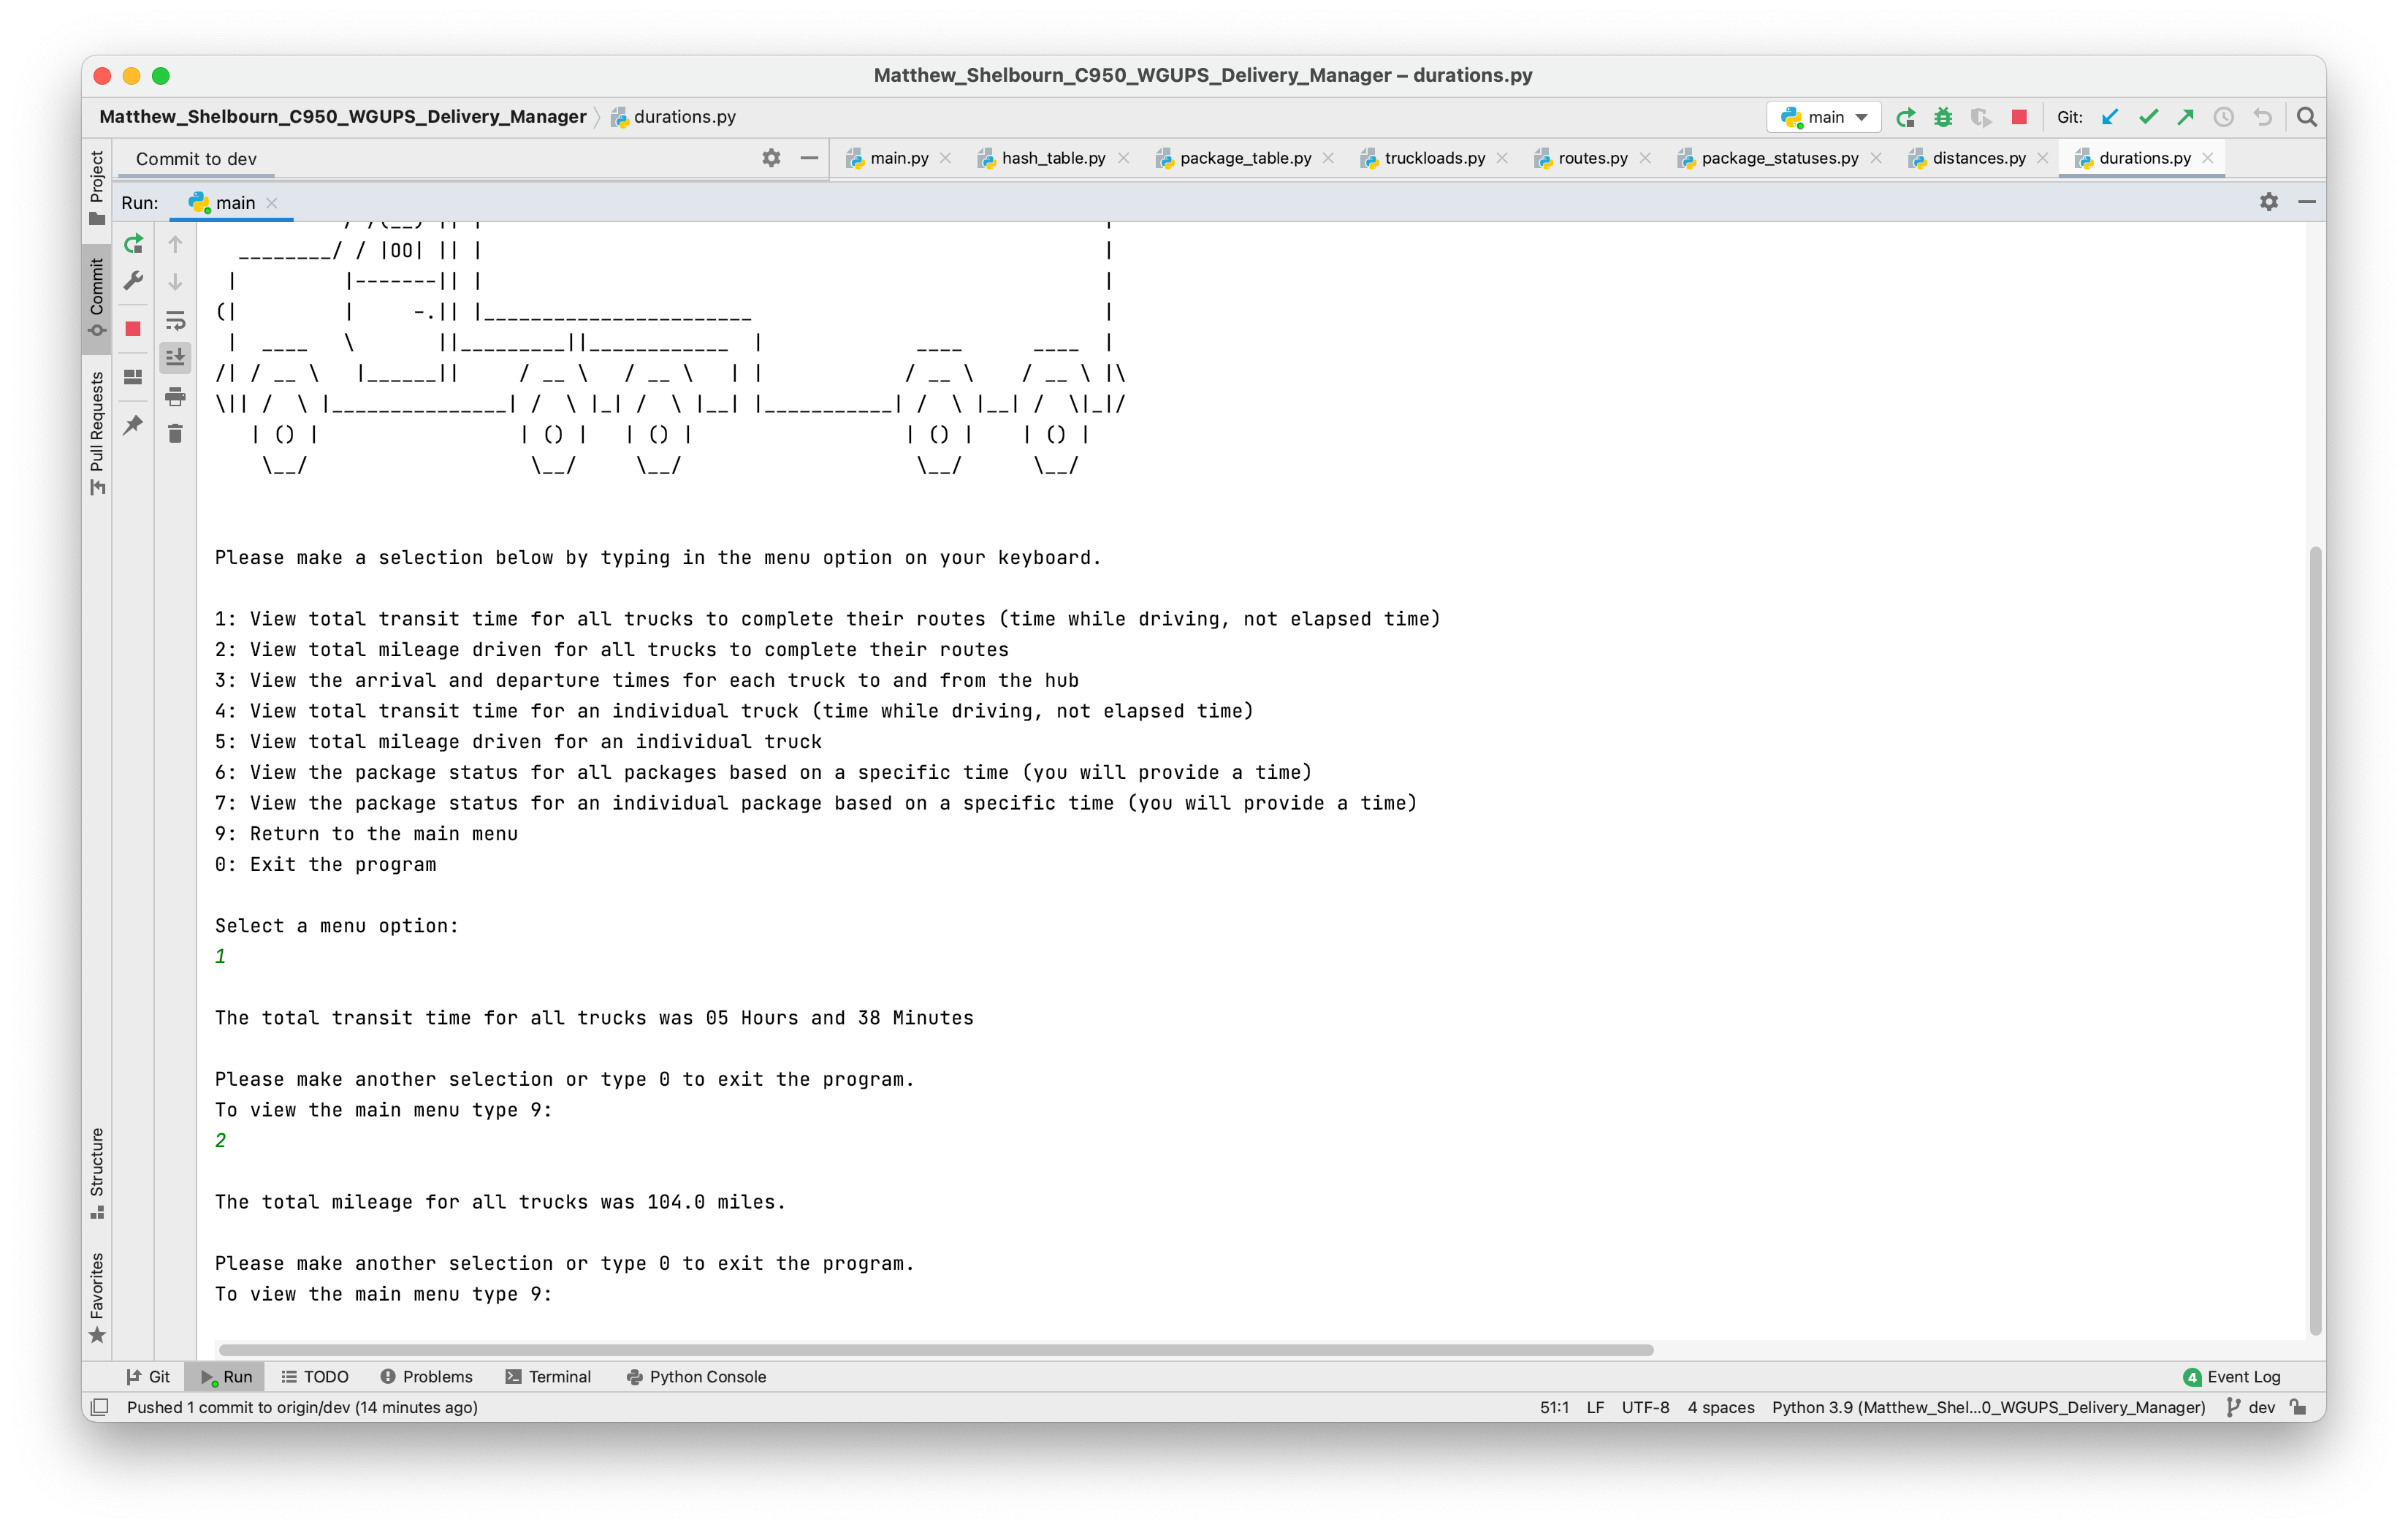 Matthew_Shelbourn_C950_WGUPS_Delivery_Manager – durations.py
Matthew_Shelbourn_C950_WGUPS_Delivery_Manager durations.py main Git:
Commit to dev main.py hash_table.py package_table.py truckloads.py routes.py package_statuses.py distances.py durations.py
Run: main
Project
Commit
Pull Requests
Structure
Favorites
  ________/ / |OO| || |                                                     |
 |         |-------|| |                                                     |
(|         |     -.|| |_______________________                              |
 |  ____   \       ||_________||____________  |             ____      ____  |
/| / __ \   |______||     / __ \   / __ \   | |            / __ \    / __ \ |\
\|| /  \ |_______________| /  \ |_| /  \ |__| |___________| /  \ |__| /  \|_|/
   | () |                 | () |   | () |                  | () |    | () |
    \__/                   \__/     \__/                    \__/      \__/
Please make a selection below by typing in the menu option on your keyboard.
1: View total transit time for all trucks to complete their routes (time while driving, not elapsed time)
2: View total mileage driven for all trucks to complete their routes
3: View the arrival and departure times for each truck to and from the hub
4: View total transit time for an individual truck (time while driving, not elapsed time)
5: View total mileage driven for an individual truck
6: View the package status for all packages based on a specific time (you will provide a time)
7: View the package status for an individual package based on a specific time (you will provide a time)
9: Return to the main menu
0: Exit the program
Select a menu option:
1
The total transit time for all trucks was 05 Hours and 38 Minutes
Please make another selection or type 0 to exit the program.
To view the main menu type 9:
2
The total mileage for all trucks was 104.0 miles.
Please make another selection or type 0 to exit the program.
To view the main menu type 9:
Git Run TODO Problems Terminal Python Console 4 Event Log
Pushed 1 commit to origin/dev (14 minutes ago) 51:1 LF UTF-8 4 spaces Python 3.9 (Matthew_Shel...0_WGUPS_Delivery_Manager) dev